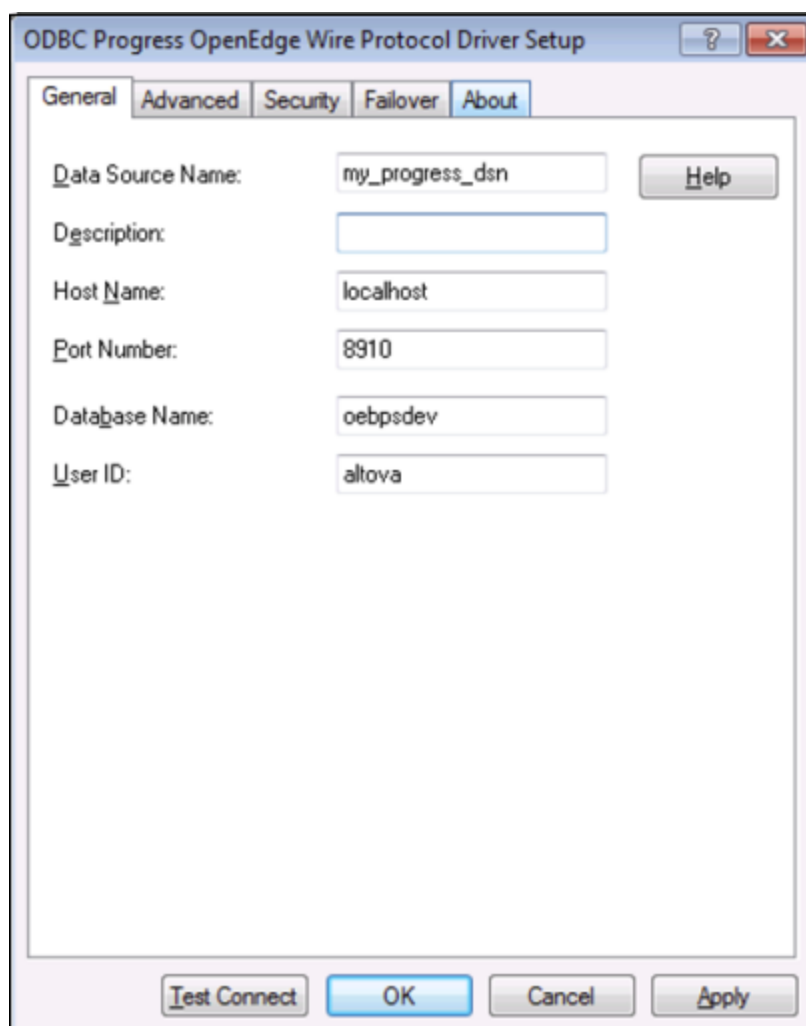 ODBC Progress OpenEdge Wire Protocol Driver Setup
General Advanced Security Failover About
Data Source Name: my_progress_dsn Help
Description:
Host Name: localhost
Port Number: 8910
Database Name: oebpsdev
User ID: altova
Test Connect OK Cancel Apply